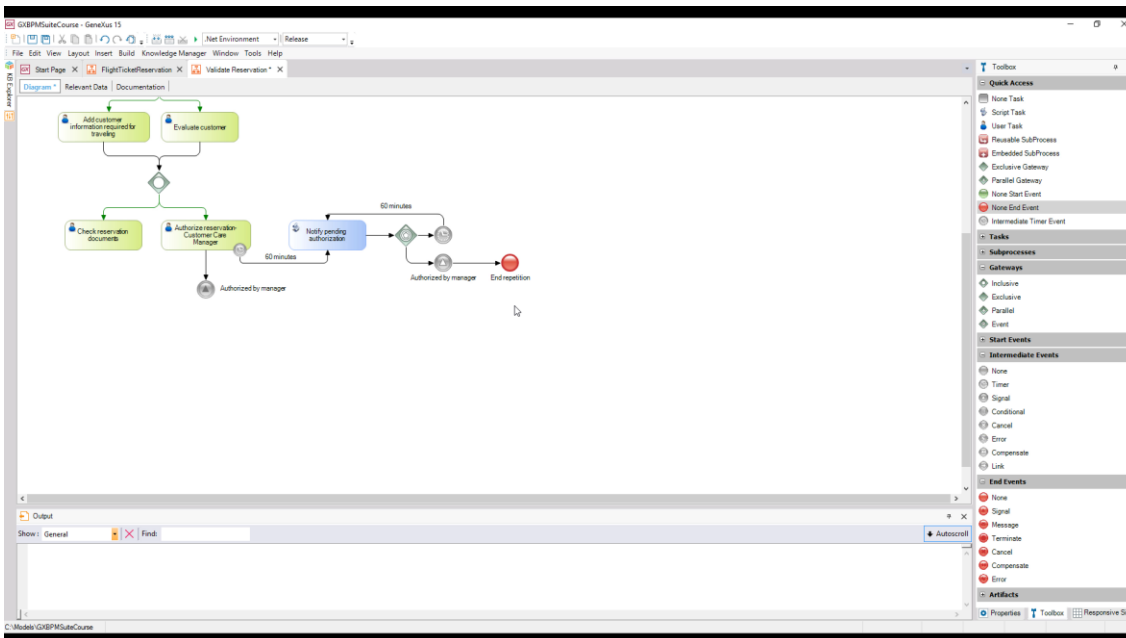 GXBPMSuiteCourse - GeneXus 15
.Net Environment
Release
File Edit View Layout Insert Build Knowledge Manager Window Tools Help
Start Page
FlightTicketReservation
Validate Reservation *
KB Explorer
Diagram *
Relevant Data
Documentation
Add customer
information required for
traveling
Evaluate customer
Check reservation
documents
Authorize reservation-
Customer Care
Manager
60 minutes
Notify pending
authorization
60 minutes
Authorized by manager
Authorized by manager
End repetition
Output
Show: General
Find:
Autoscroll
Toolbox
Quick Access
None Task
Script Task
User Task
Reusable SubProcess
Embedded SubProcess
Exclusive Gateway
Parallel Gateway
None Start Event
None End Event
Intermediate Timer Event
Tasks
Subprocesses
Gateways
Inclusive
Exclusive
Parallel
Event
Start Events
Intermediate Events
None
Timer
Signal
Conditional
Cancel
Error
Compensate
Link
End Events
None
Signal
Message
Terminate
Cancel
Compensate
Error
Artifacts
Properties
Toolbox
Responsive Si
C:\Models\GXBPMSuiteCourse